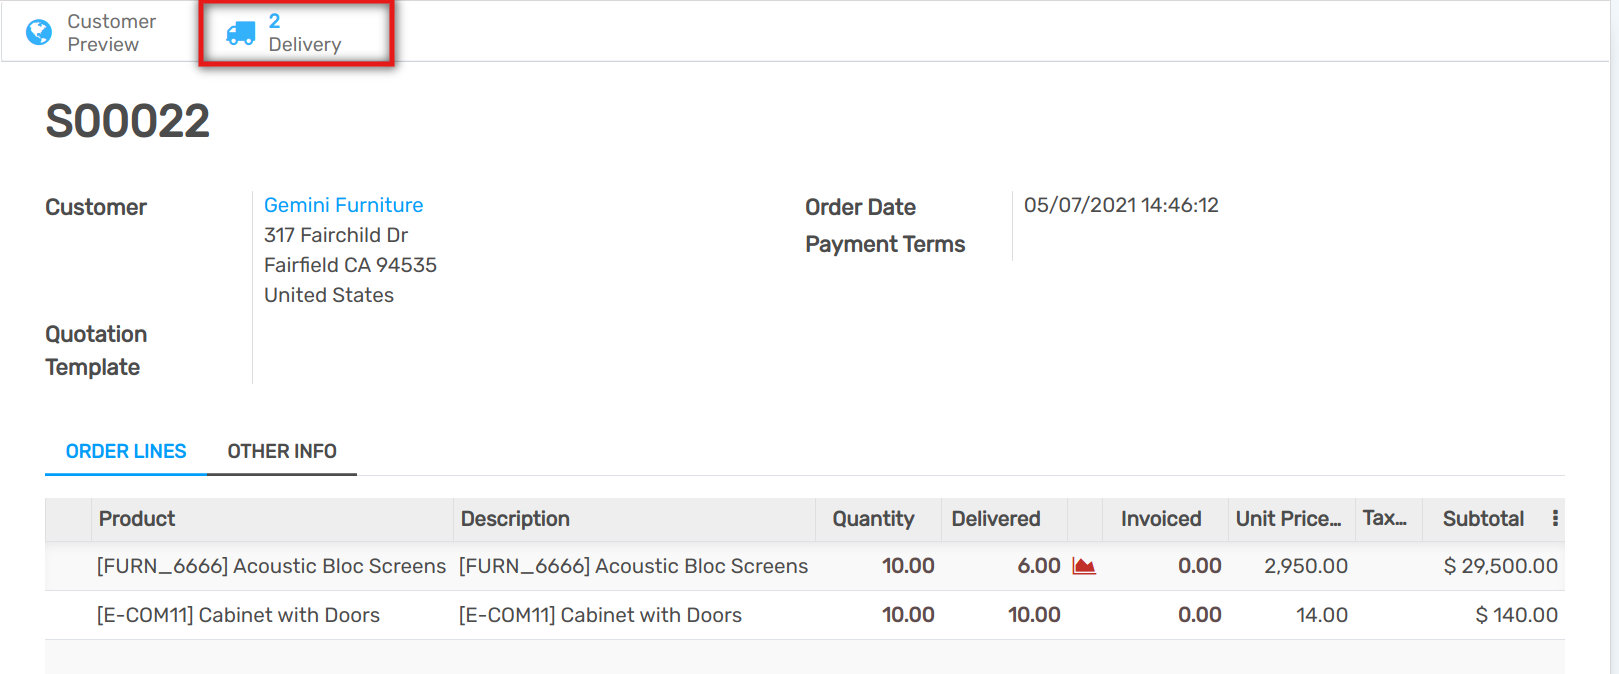 Customer
Preview
2
Delivery
S00022
Customer
Gemini Furniture
317 Fairchild Dr
Fairfield CA 94535
United States
Order Date 05/07/2021 14:46:12
Payment Terms
Quotation
Template
ORDER LINES OTHER INFO
Product Description Quantity Delivered Invoiced Unit Price... Tax... Subtotal
[FURN_6666] Acoustic Bloc Screens [FURN_6666] Acoustic Bloc Screens 10.00 6.00 0.00 2,950.00 $ 29,500.00
[E-COM11] Cabinet with Doors [E-COM11] Cabinet with Doors 10.00 10.00 0.00 14.00 $ 140.00